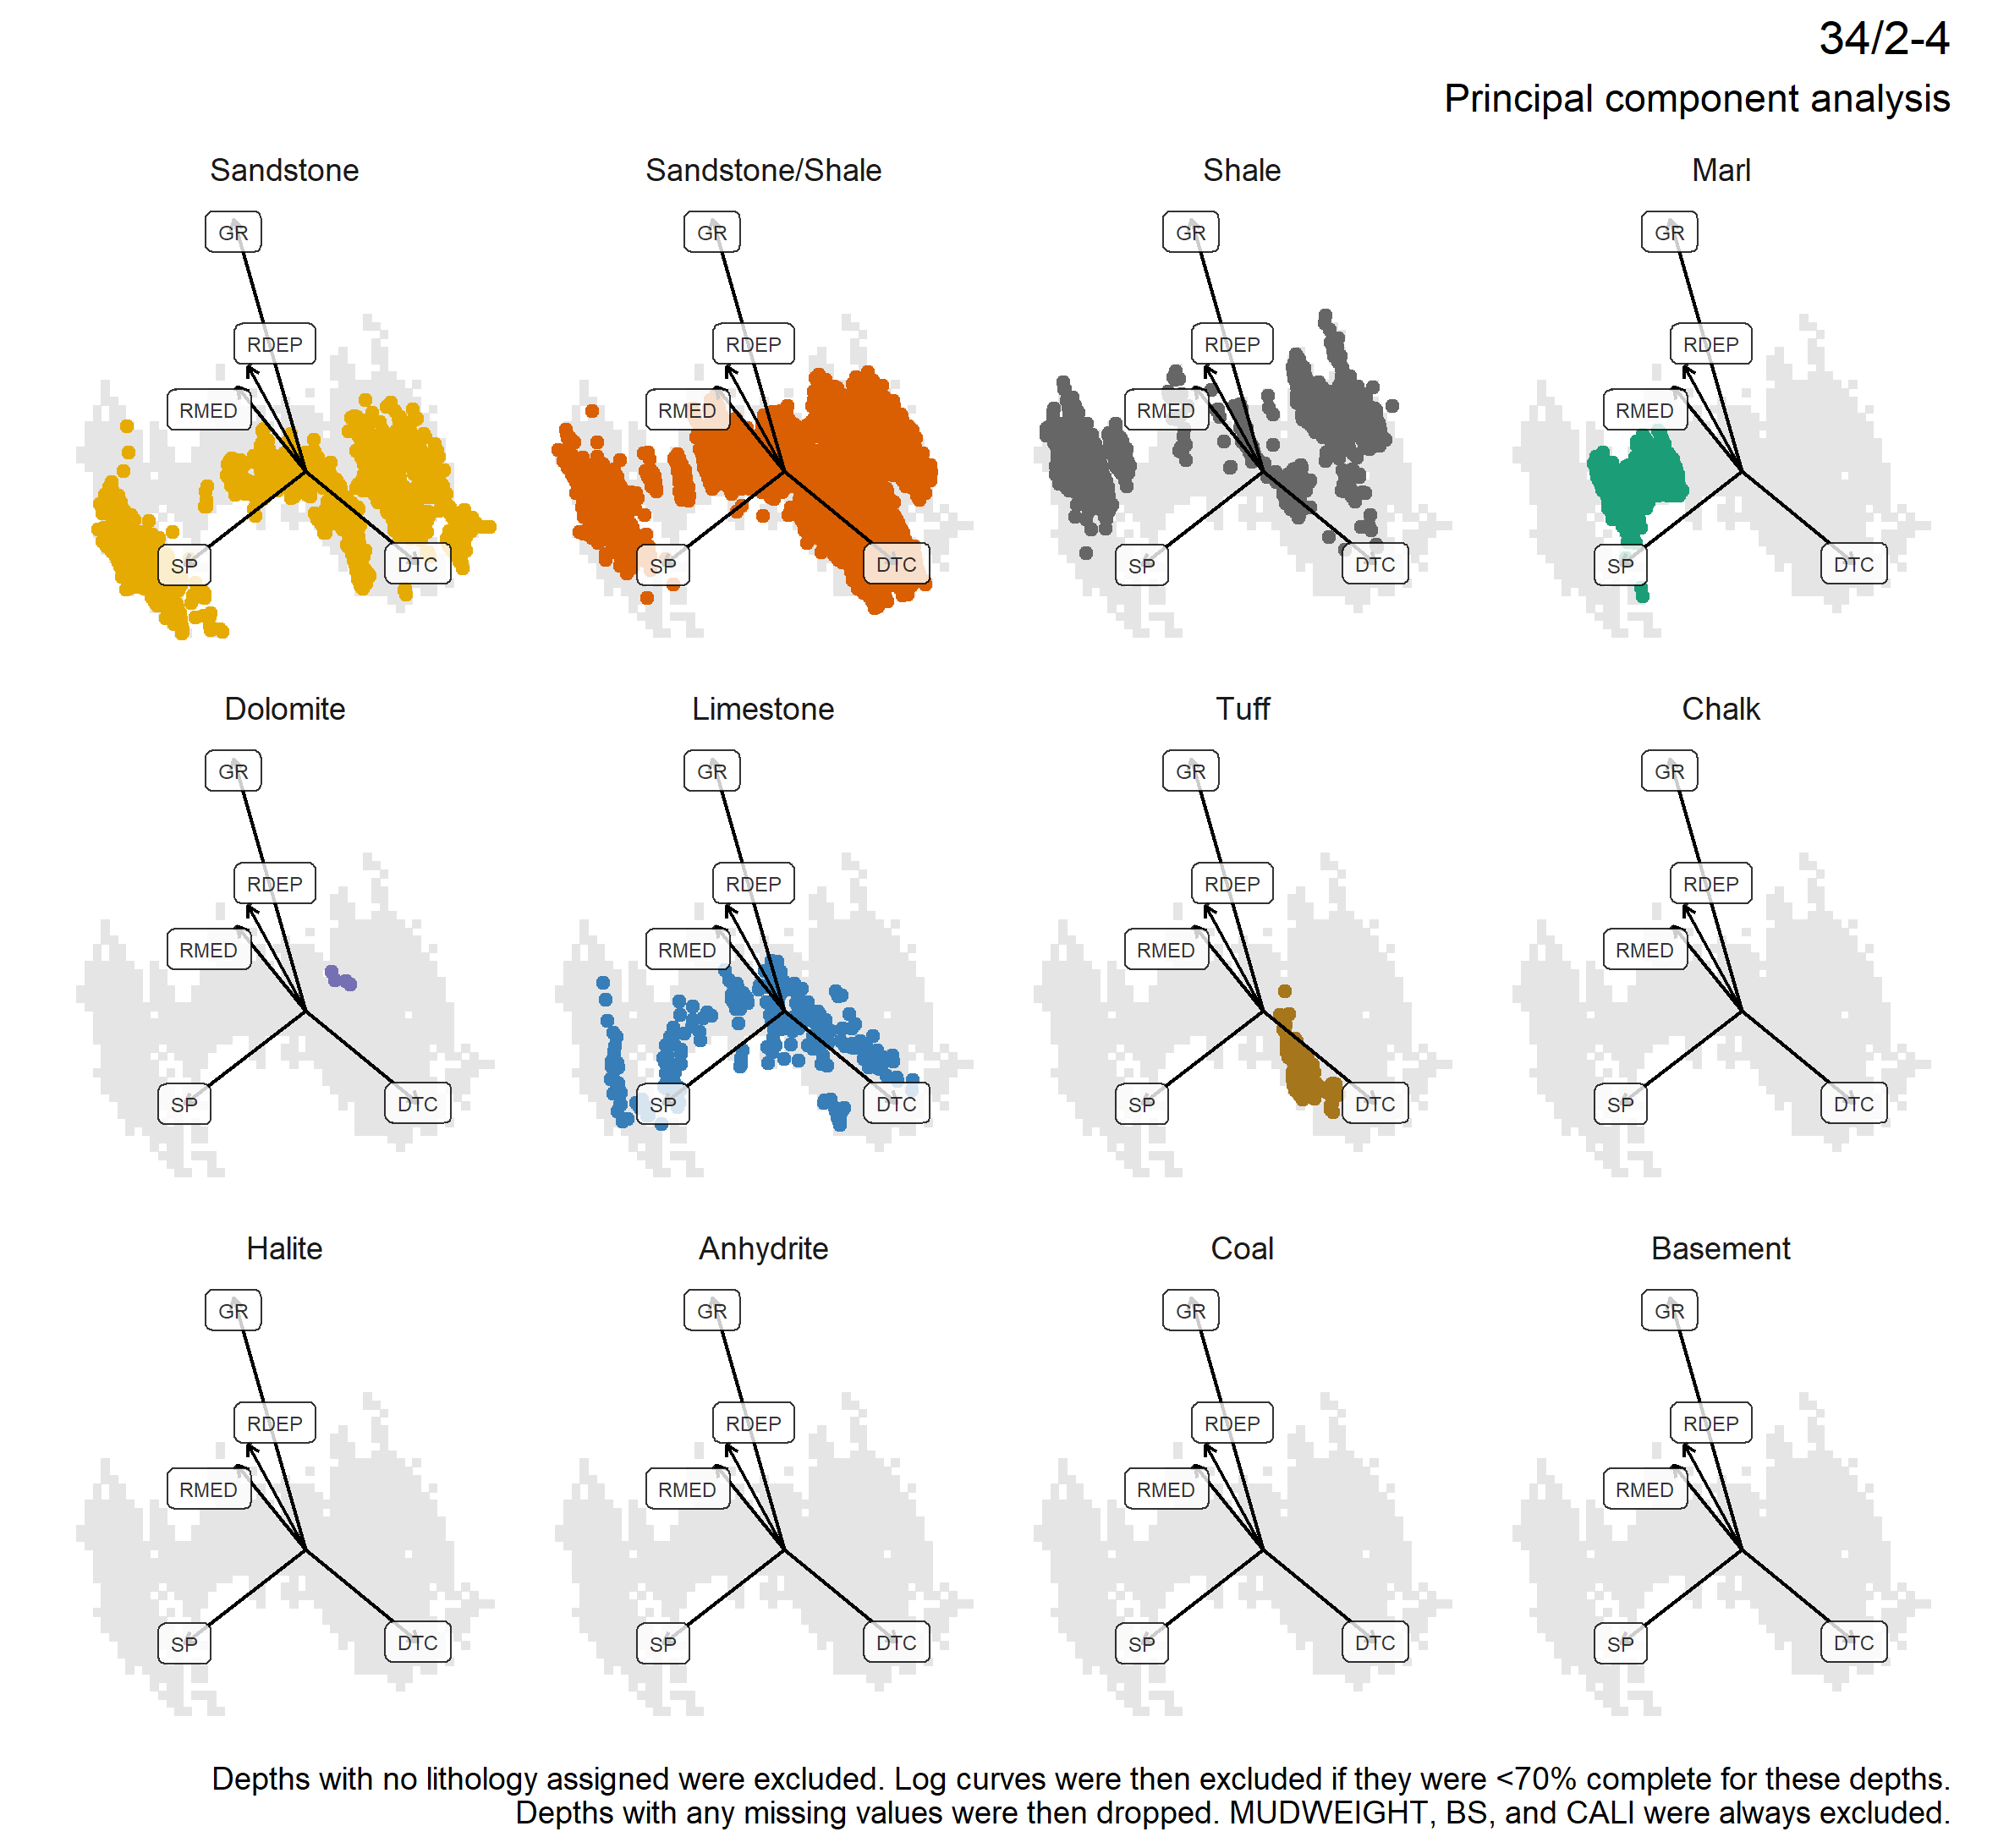 34/2-4
Principal component analysis
Sandstone
Sandstone/Shale
Shale
Marl
GR
RDEP
RMED
SP
DTC
GR
RDEP
RMED
SP
DTC
GR
RDEP
RMED
SP
DTC
GR
RDEP
RMED
SP
DTC
Dolomite
Limestone
Tuff
Chalk
GR
RDEP
RMED
SP
DTC
GR
RDEP
RMED
SP
DTC
GR
RDEP
RMED
SP
DTC
GR
RDEP
RMED
SP
DTC
Halite
Anhydrite
Coal
Basement
GR
RDEP
RMED
SP
DTC
GR
RDEP
RMED
SP
DTC
GR
RDEP
RMED
SP
DTC
GR
RDEP
RMED
SP
DTC
Depths with no lithology assigned were excluded. Log curves were then excluded if they were <70% complete for these depths.
Depths with any missing values were then dropped. MUDWEIGHT, BS, and CALI were always excluded.